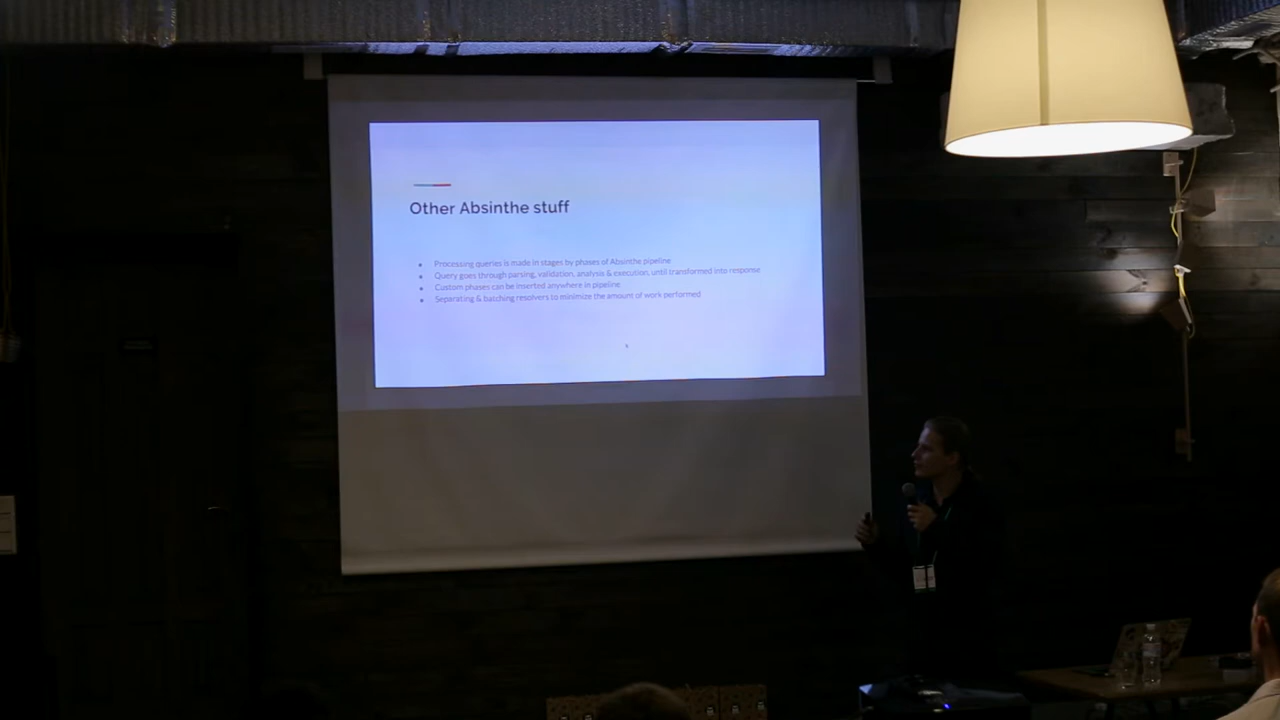 Other Absinthe stuff
Processing queries is made in stages by phases of Absinthe pipeline
Query goes through parsing, validation, analysis & execution, until transformed into response
Custom phases can be inserted anywhere in pipeline
Separating & batching resolvers to minimize the amount of work performed